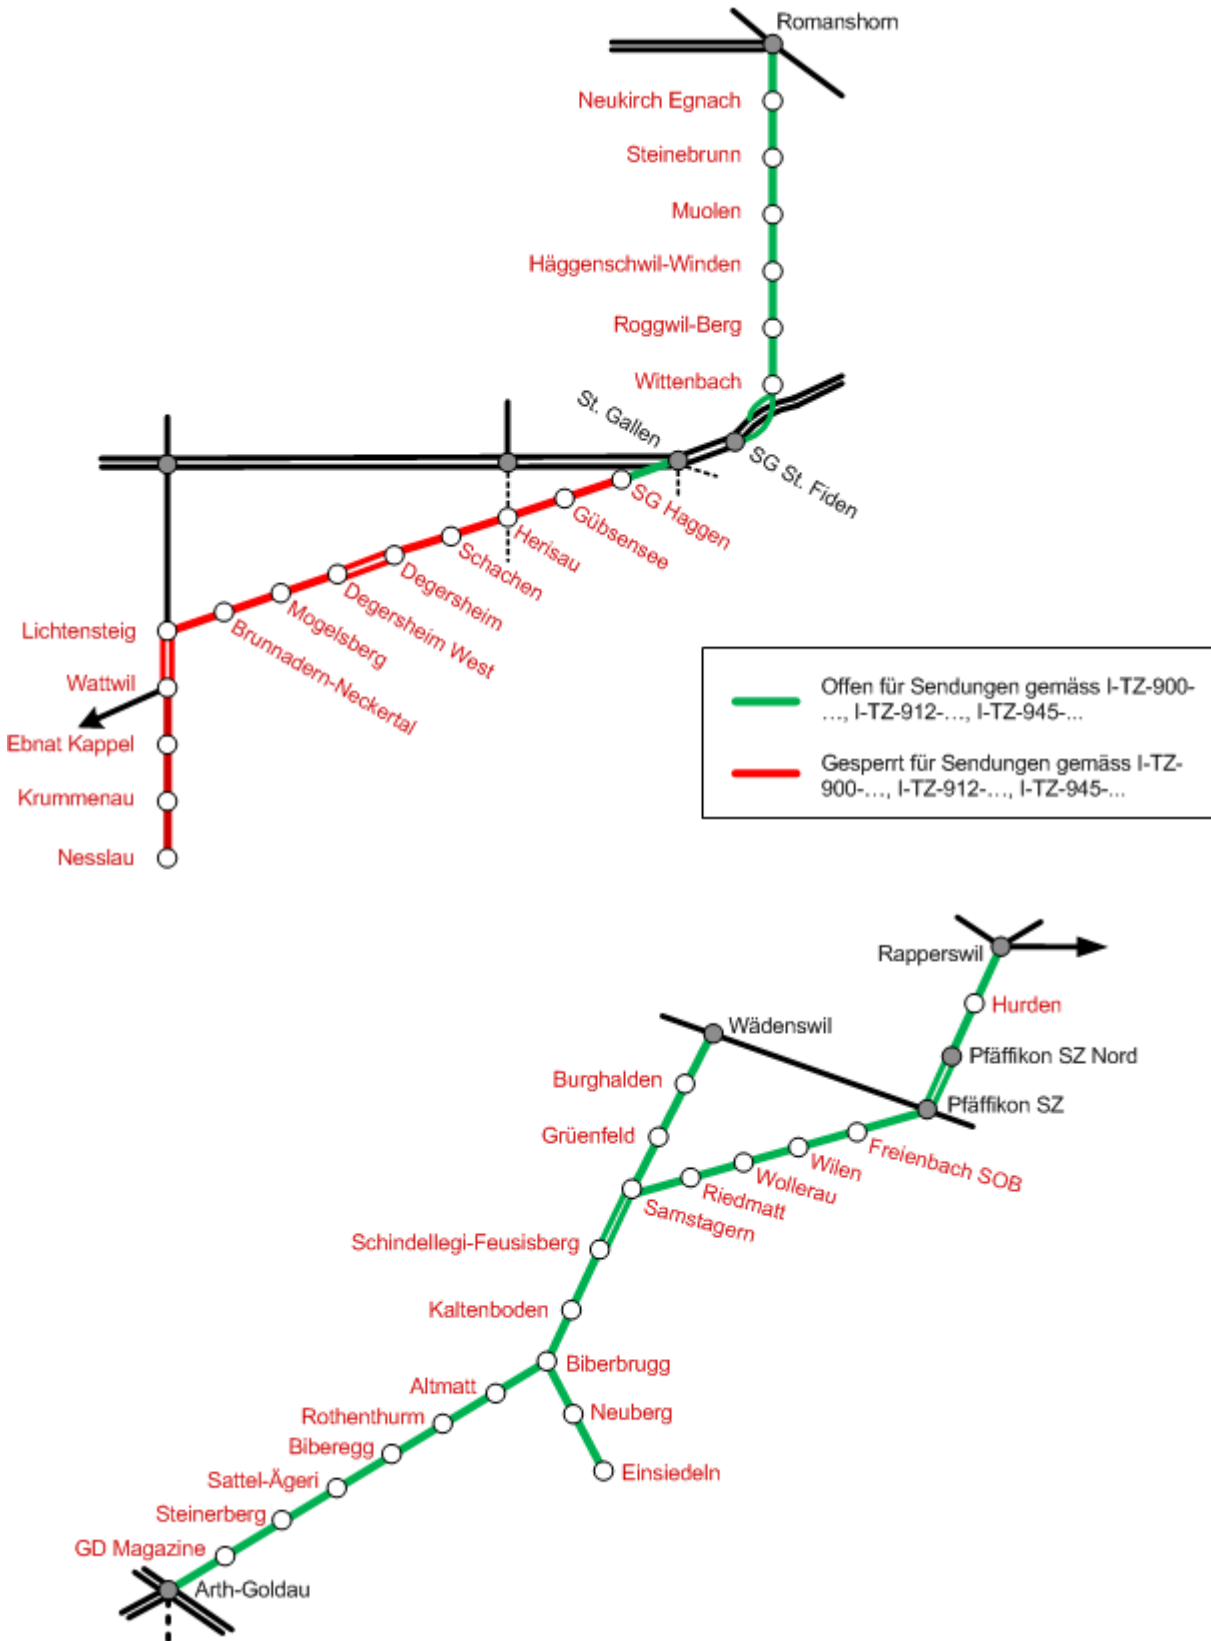 Romanshorn
Neukirch Egnach
Steinebrunn
Muolen
Häggenschwil-Winden
Roggwil-Berg
Wittenbach
St. Gallen
SG St. Fiden
SG Haggen
Gübsensee
Herisau
Schachen
Degersheim
Degersheim West
Mogelsberg
Brunnadern-Neckertal
Lichtensteig
Wattwil
Ebnat Kappel
Krummenau
Nesslau
Offen für Sendungen gemäss I-TZ-900-
..., I-TZ-912-..., I-TZ-945-...
Gesperrt für Sendungen gemäss I-TZ-
900-..., I-TZ-912-..., I-TZ-945-...
Rapperswil
Hurden
Wädenswil
Pfäffikon SZ Nord
Burghalden
Pfäffikon SZ
Grüenfeld
Freienbach SOB
Wilen
Wollerau
Riedmatt
Samstagern
Schindellegi-Feusisberg
Kaltenboden
Biberbrugg
Altmatt
Neuberg
Rothenthurm
Biberegg
Einsiedeln
Sattel-Ägeri
Steinerberg
GD Magazine
Arth-Goldau